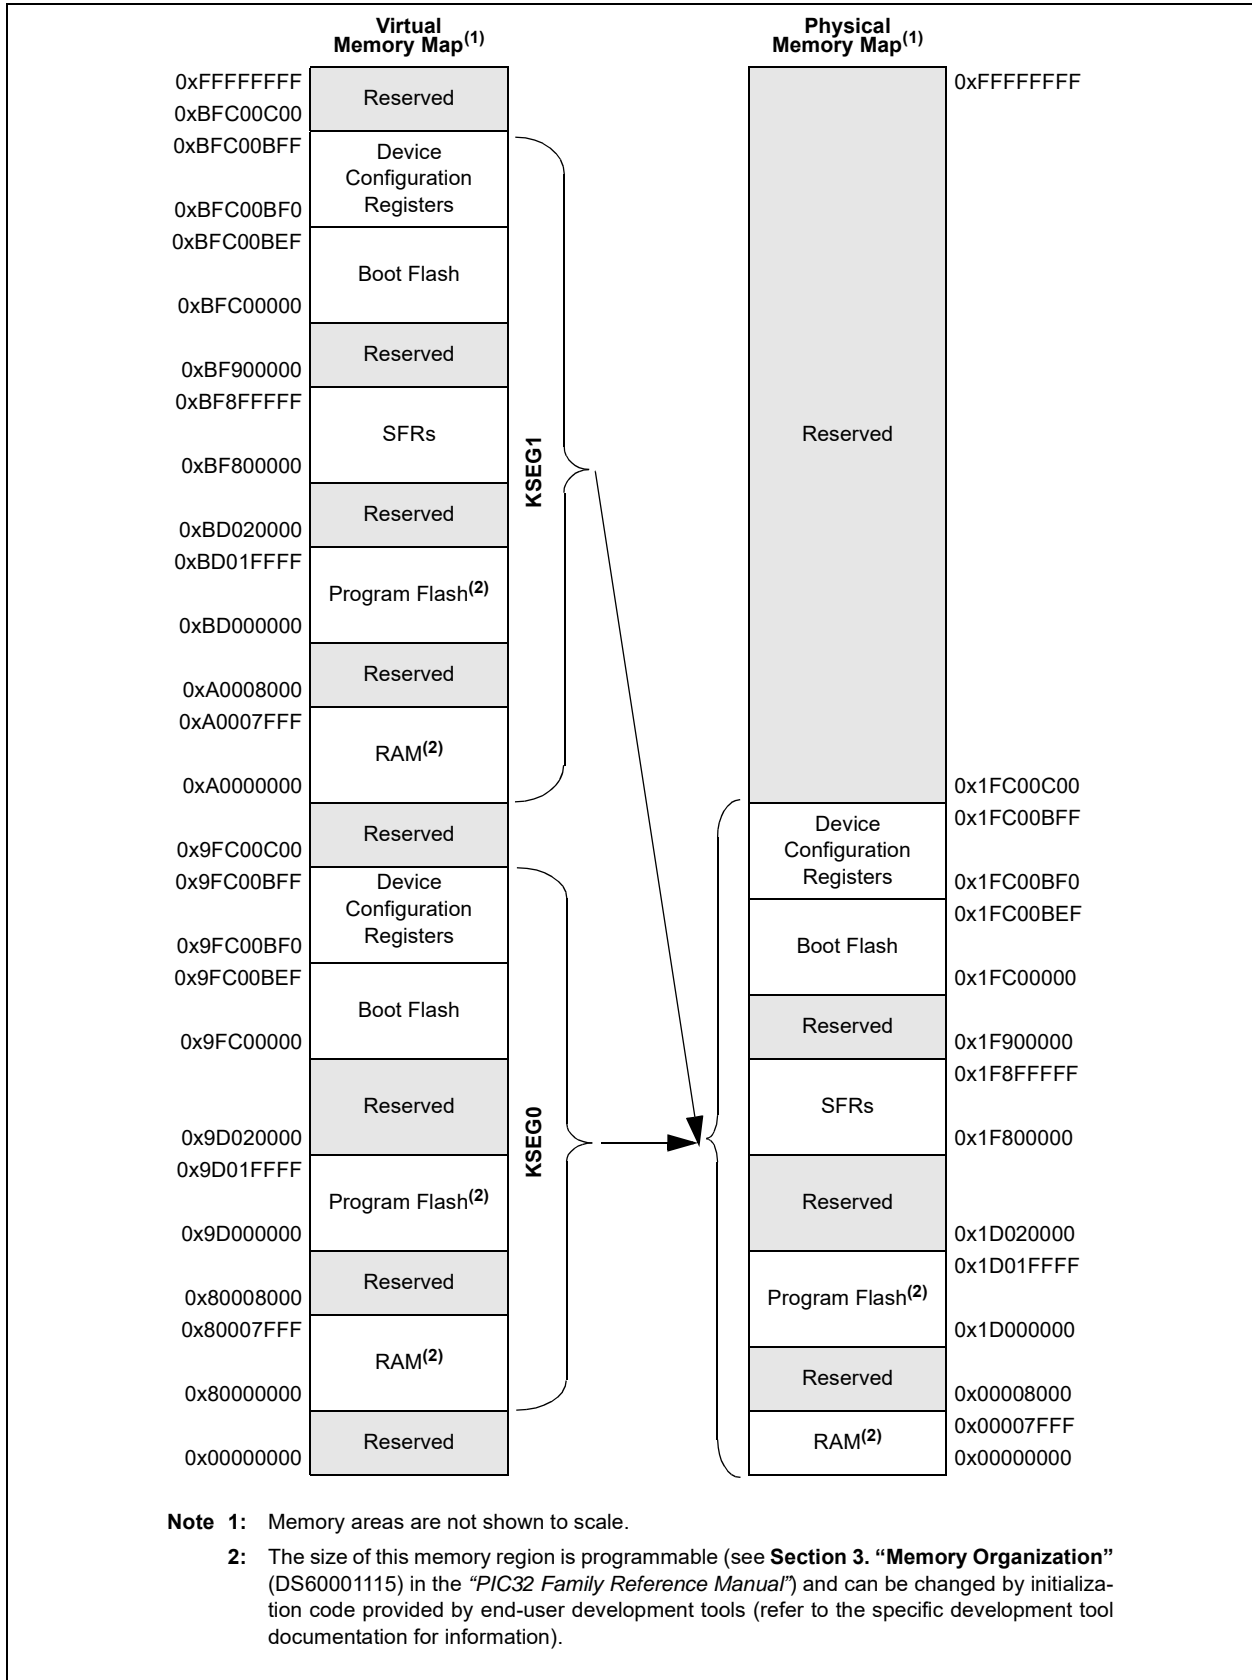 Virtual
Memory Map(1)
0xFFFFFFFF
Reserved
0xBFC00C00
0xBFC00BFF
Device
Configuration
Registers
0xBFC00BF0
0xBFC00BEF
Boot Flash
0xBFC00000
Reserved
0xBF900000
0xBF8FFFFF
SFRs
0xBF800000
Reserved
0xBD020000
0xBD01FFFF
Program Flash(2)
0xBD000000
Reserved
0xA0008000
0xA0007FFF
RAM(2)
0xA0000000
KSEG1
Reserved
0x9FC00C00
0x9FC00BFF
Device
Configuration
Registers
0x9FC00BF0
0x9FC00BEF
Boot Flash
0x9FC00000
Reserved
0x9D020000
0x9D01FFFF
Program Flash(2)
0x9D000000
Reserved
0x80008000
0x80007FFF
RAM(2)
0x80000000
KSEG0
Reserved
0x00000000
Physical
Memory Map(1)
0xFFFFFFFF
Reserved
0x1FC00C00
0x1FC00BFF
Device
Configuration
Registers
0x1FC00BF0
0x1FC00BEF
Boot Flash
0x1FC00000
Reserved
0x1F900000
0x1F8FFFFF
SFRs
0x1F800000
Reserved
0x1D020000
0x1D01FFFF
Program Flash(2)
0x1D000000
Reserved
0x00008000
0x00007FFF
RAM(2)
0x00000000
Note 1: Memory areas are not shown to scale.
2: The size of this memory region is programmable (see Section 3. “Memory Organization”
(DS60001115) in the “PIC32 Family Reference Manual”) and can be changed by initializa-
tion code provided by end-user development tools (refer to the specific development tool
documentation for information).